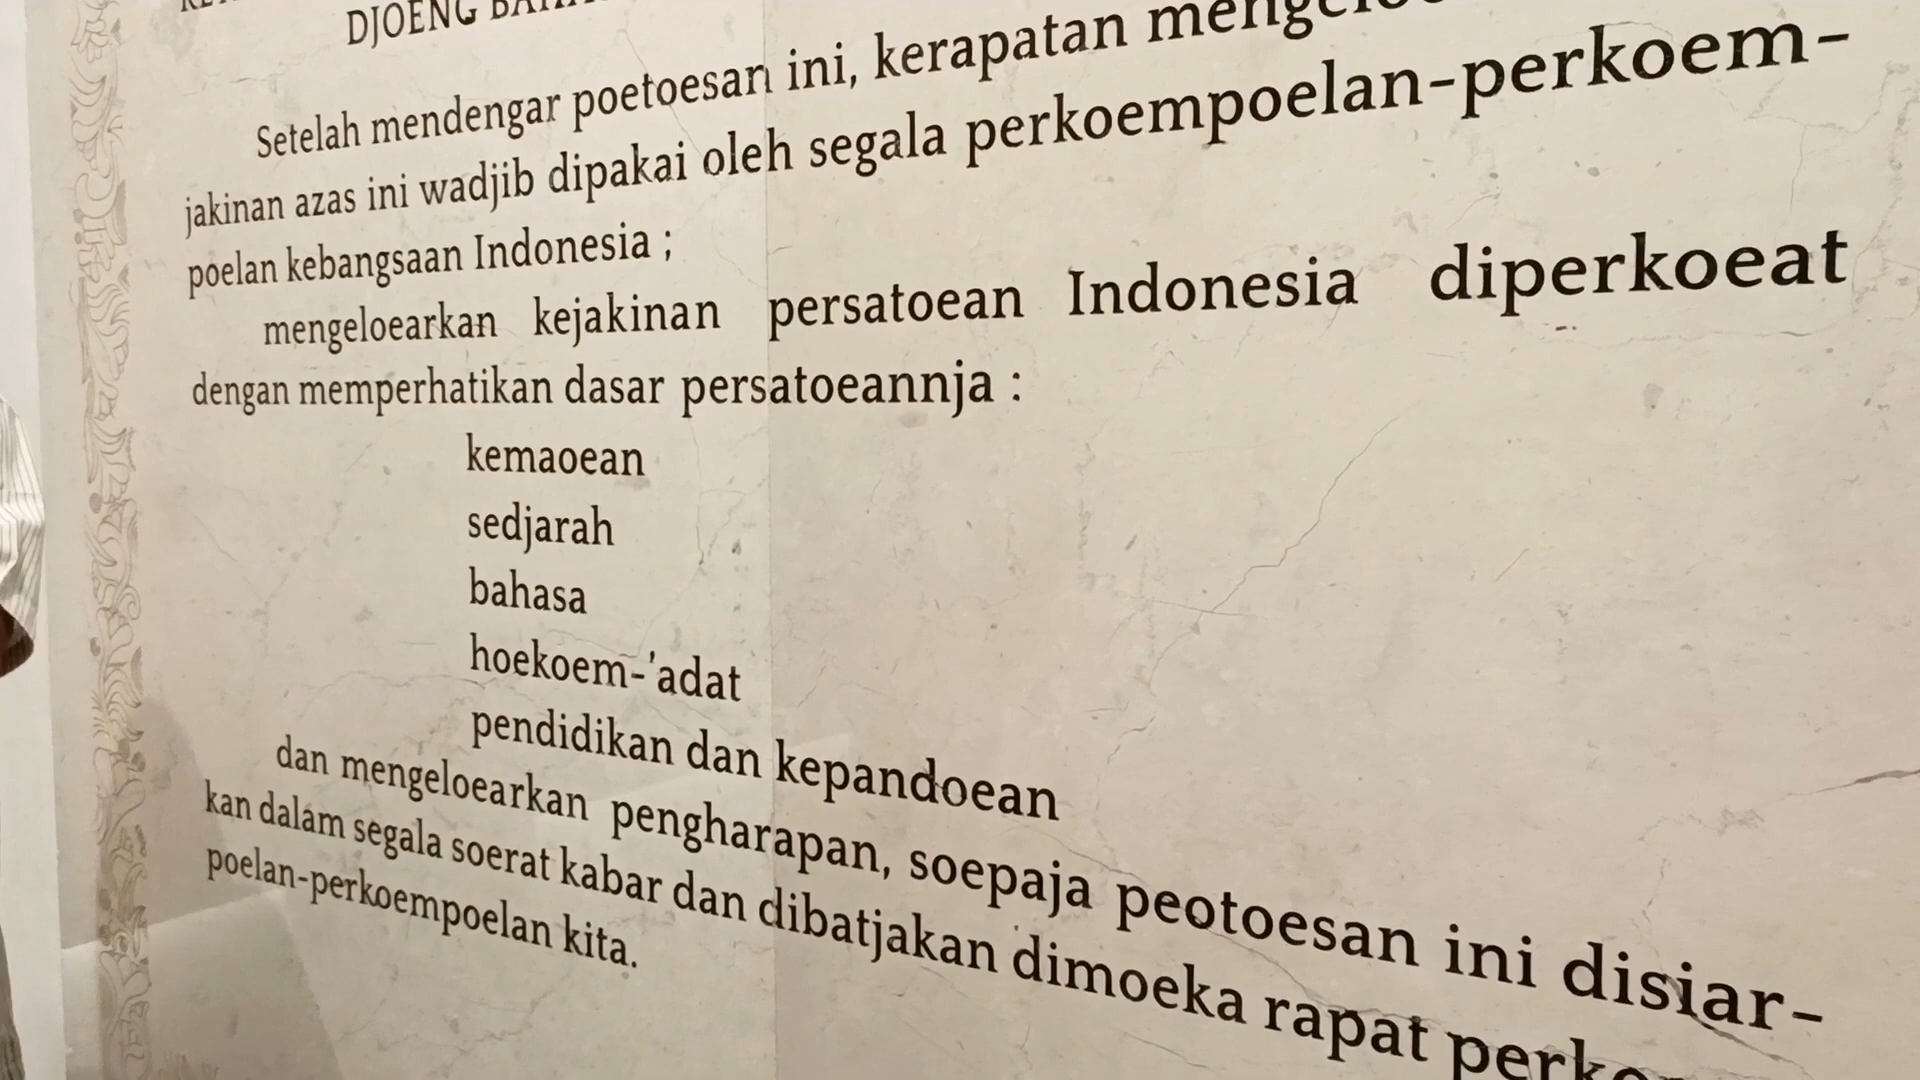 DJOENG
Setelah mendengar poetoesan ini, kerapatan
jakinan azas ini wadjib dipakai oleh segala perkoempoelan-perkoem-
poelan kebangsaan Indonesia ;
mengeloearkan kejakinan persatoean Indonesia diperkoeat
dengan memperhatikan dasar persatoeannja :
kemaoean
sedjarah
bahasa
hoekoem-'adat
pendidikan dan kepandoean
dan mengeloearkan pengharapan, soepaja peotoesan ini disiar-
kan dalam segala soerat kabar dan dibatjakan dimoeka rapat
poelan-perkoempoelan kita.